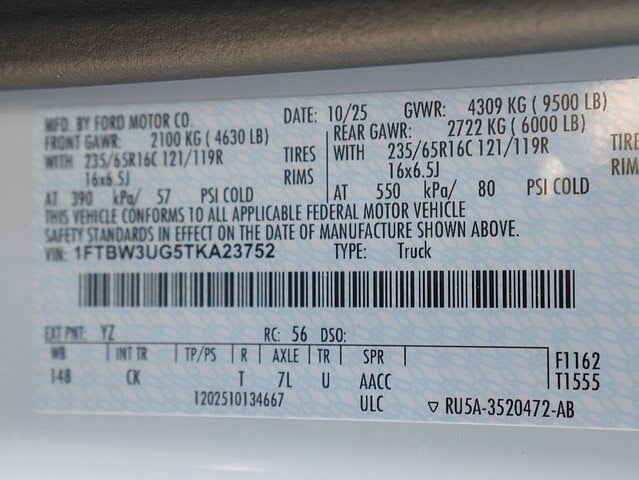 MFD. BY FORD MOTOR CO. DATE: 10/25 GVWR: 4309 KG ( 9500 LB)
FRONT GAWR: 2100 KG ( 4630 LB) REAR GAWR: 2722 KG ( 6000 LB)
WITH 235/65R16C 121/119R TIRES WITH 235/65R16C 121/119R TIRE
16x6.5J RIMS 16x6.5J RIM
AT 390 kPa/ 57 PSI COLD AT 550 kPa/ 80 PSI COLD
THIS VEHICLE CONFORMS TO ALL APPLICABLE FEDERAL MOTOR VEHICLE
SAFETY STANDARDS IN EFFECT ON THE DATE OF MANUFACTURE SHOWN ABOVE.
VIN: 1FTBW3UG5TKA23752 TYPE: Truck
EXT PNT: YZ RC: 56 DSO:
WB INT TR TP/PS R AXLE TR SPR F1162
148 CK T 7L U AACC T1555
1202510134667 ULC ▽ RU5A-3520472-AB